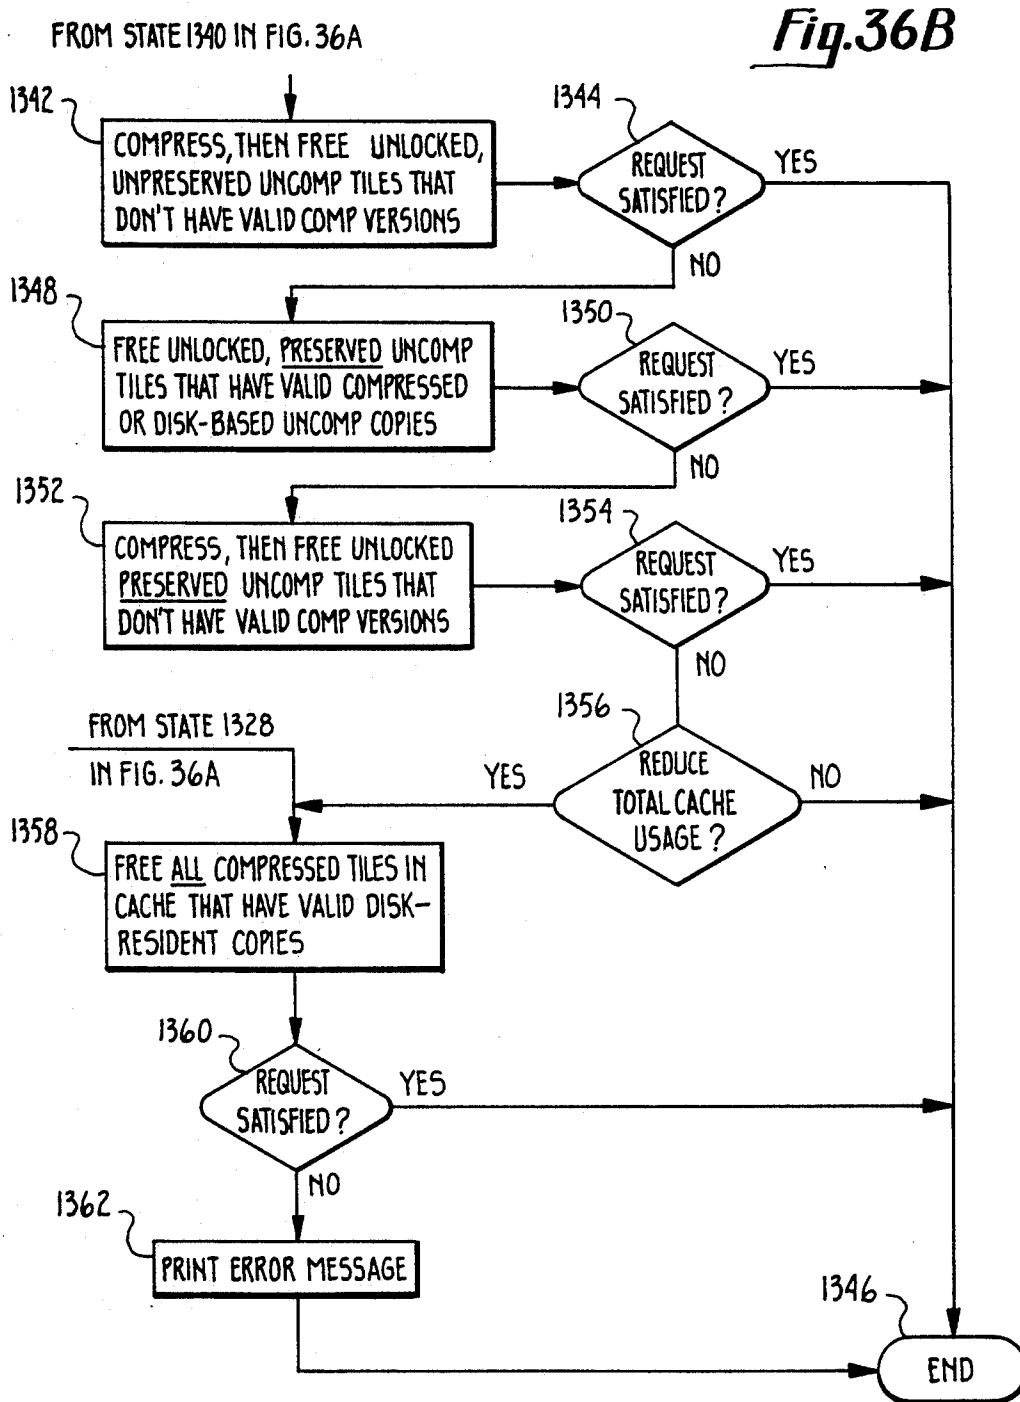 FROM STATE 1340 IN FIG. 36A
Fig.36B
1342
COMPRESS, THEN FREE UNLOCKED,
UNPRESERVED UNCOMP TILES THAT
DON'T HAVE VALID COMP VERSIONS
1344
REQUEST
SATISFIED?
YES
NO
1348
FREE UNLOCKED, PRESERVED UNCOMP
TILES THAT HAVE VALID COMPRESSED
OR DISK-BASED UNCOMP COPIES
1350
REQUEST
SATISFIED?
YES
NO
1352
COMPRESS, THEN FREE UNLOCKED
PRESERVED UNCOMP TILES THAT
DON'T HAVE VALID COMP VERSIONS
1354
REQUEST
SATISFIED?
YES
NO
1356
REDUCE
TOTAL CACHE
USAGE?
YES
NO
FROM STATE 1328
IN FIG. 36A
1358
FREE ALL COMPRESSED TILES IN
CACHE THAT HAVE VALID DISK-
RESIDENT COPIES
1360
REQUEST
SATISFIED?
YES
NO
1362
PRINT ERROR MESSAGE
1346
END